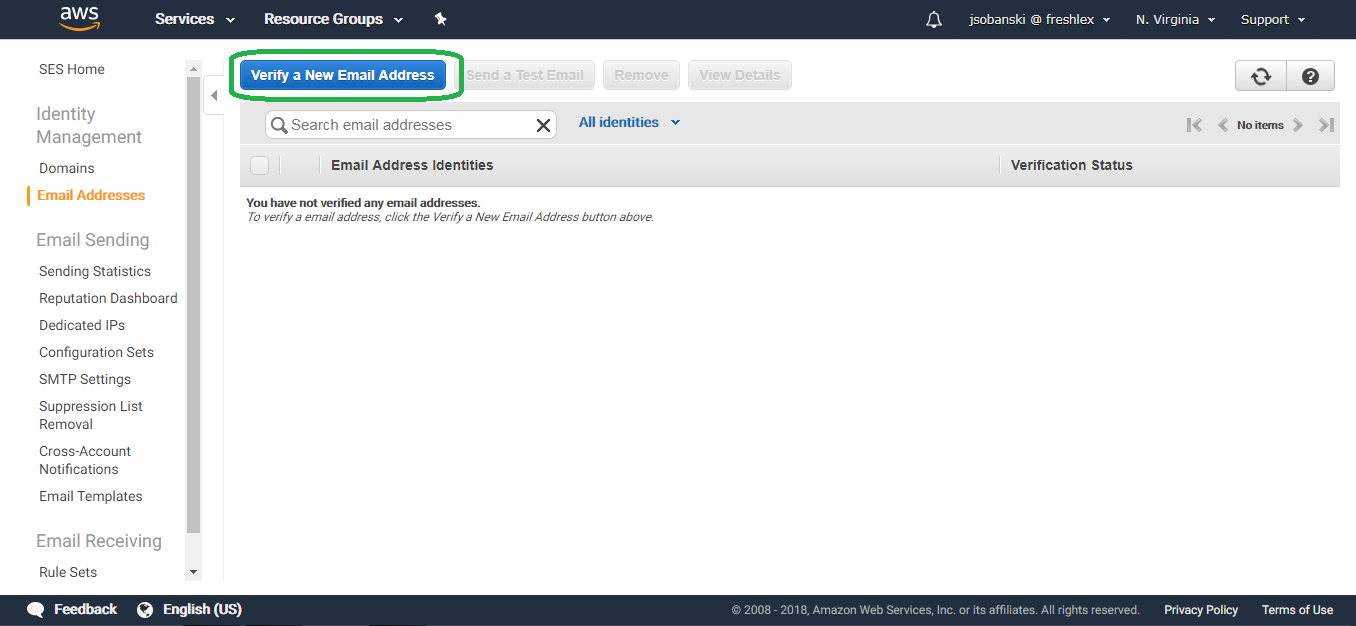 aws Services Resource Groups jsobanski @ freshlex N. Virginia Support
SES Home
Identity
Management
Domains
Email Addresses
Email Sending
Sending Statistics
Reputation Dashboard
Dedicated IPs
Configuration Sets
SMTP Settings
Suppression List
Removal
Cross-Account
Notifications
Email Templates
Email Receiving
Rule Sets
Verify a New Email Address Send a Test Email Remove View Details
Search email addresses All identities No items
Email Address Identities Verification Status
You have not verified any email addresses.
To verify a email address, click the Verify a New Email Address button above.
Feedback English (US) © 2008 - 2018, Amazon Web Services, Inc. or its affiliates. All rights reserved. Privacy Policy Terms of Use